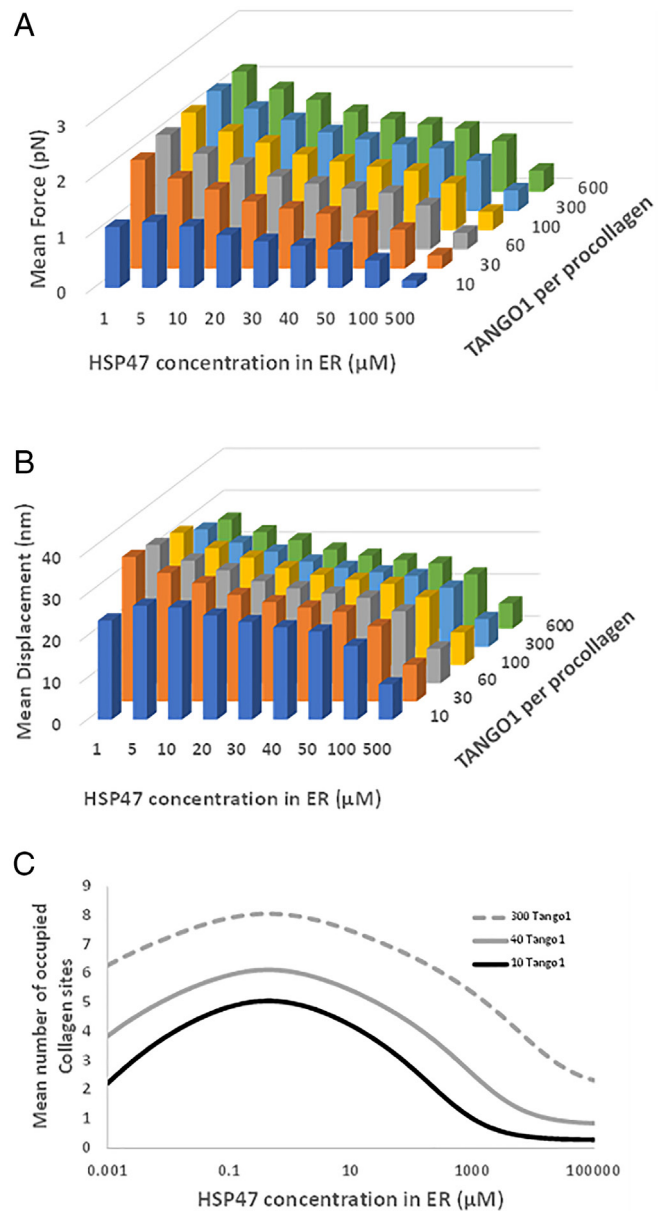 A
Mean Force (pN)
3
2
1
0
1 5 10 20 30 40 50 100 500
HSP47 concentration in ER (μM)
10 30 60 100 300 600
TANGO1 per procollagen
B
Mean Displacement (nm)
40
30
20
10
0
1 5 10 20 30 40 50 100 500
HSP47 concentration in ER (μM)
10 30 60 100 300 600
TANGO1 per procollagen
C
Mean number of occupied
Collagen sites
9
8
7
6
5
4
3
2
1
0
300 Tango1
40 Tango1
10 Tango1
0.001 0.1 10 1000 100000
HSP47 concentration in ER (μM)